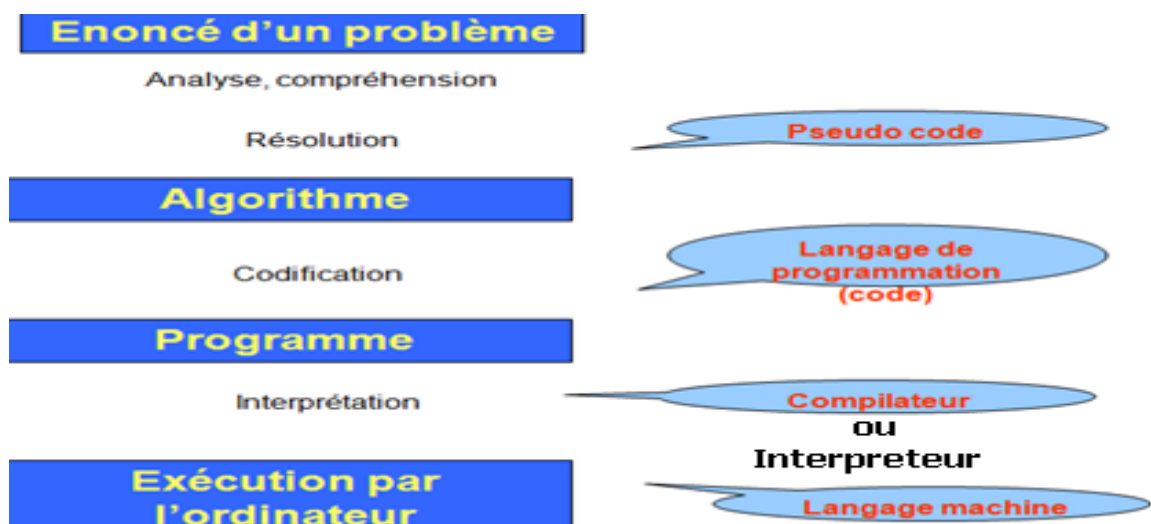 Enoncé d'un problème
Analyse, compréhension
Résolution
Pseudo code
Algorithme
Codification
Langage de
programmation
(code)
Programme
Interprétation
Compilateur
ou
Interpreteur
Exécution par
l'ordinateur
Langage machine